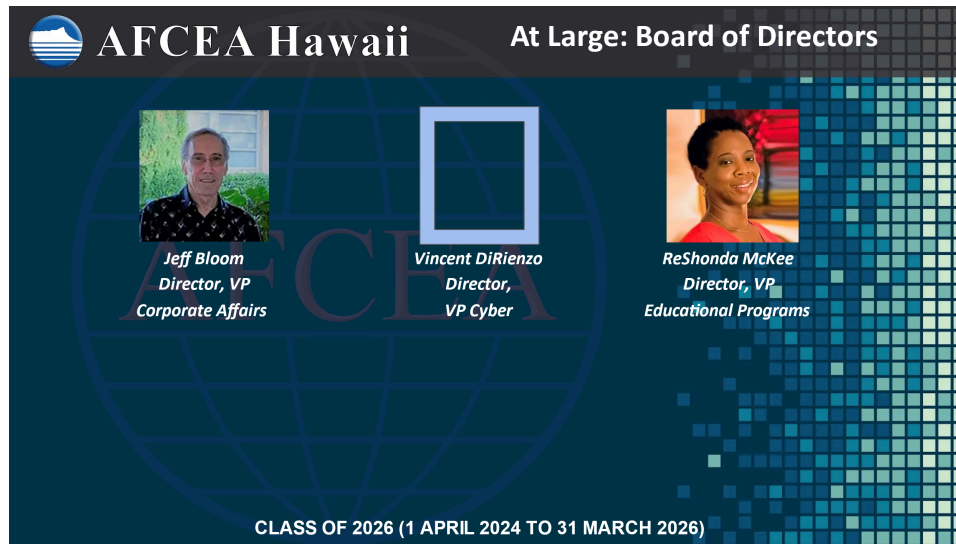 AFCEA Hawaii
At Large: Board of Directors
AFCEA
Jeff Bloom
Director, VP
Corporate Affairs
Vincent DiRienzo
Director,
VP Cyber
ReShonda McKee
Director, VP
Educational Programs
CLASS OF 2026 (1 APRIL 2024 TO 31 MARCH 2026)